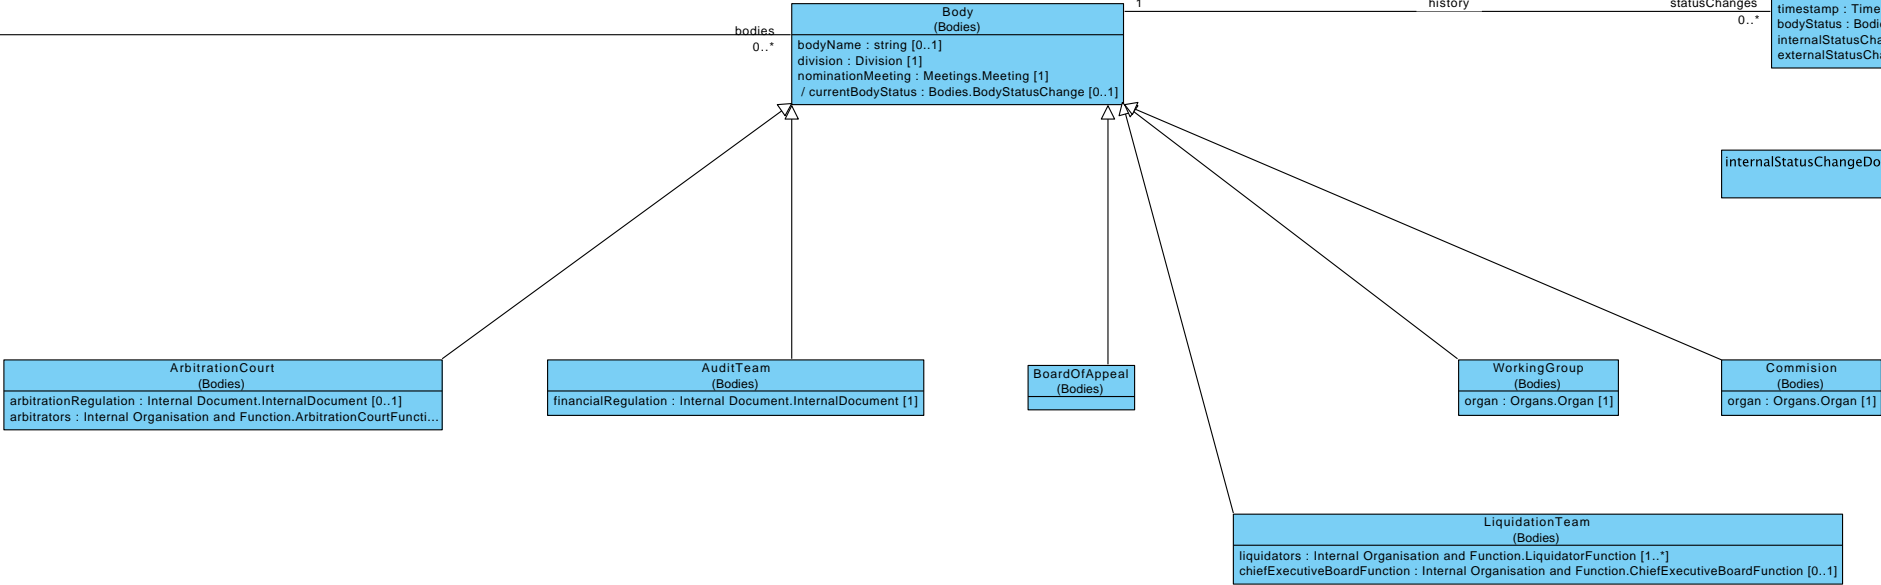 Body
(Bodies)
bodyName : string [0..1]
division : Division [1]
nominationMeeting : Meetings.Meeting [1]
/ currentBodyStatus : Bodies.BodyStatusChange [0..1]
bodies
0..*
1
history
statusChanges
0..*
timestamp : Time
bodyStatus : Bodi
internalStatusCha
externalStatusCha
internalStatusChangeDo
ArbitrationCourt
(Bodies)
arbitrationRegulation : Internal Document.InternalDocument [0..1]
arbitrators : Internal Organisation and Function.ArbitrationCourtFuncti...
AuditTeam
(Bodies)
financialRegulation : Internal Document.InternalDocument [1]
BoardOfAppeal
(Bodies)
WorkingGroup
(Bodies)
organ : Organs.Organ [1]
Commision
(Bodies)
organ : Organs.Organ [1]
LiquidationTeam
(Bodies)
liquidators : Internal Organisation and Function.LiquidatorFunction [1..*]
chiefExecutiveBoardFunction : Internal Organisation and Function.ChiefExecutiveBoardFunction [0..1]